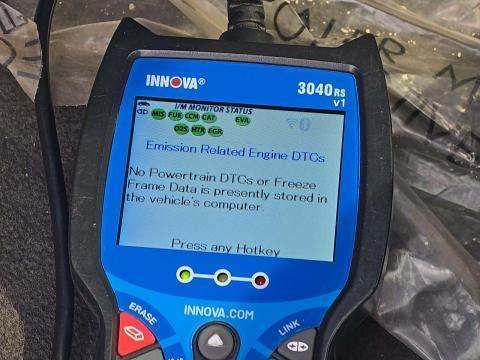 INNOVA®
3040RS
v1
I/M MONITOR STATUS
MIS FUE CCM CAT EVA
O2S HTR EGR
Emission Related Engine DTCs
No Powertrain DTCs or Freeze
Frame Data is presently stored in
the vehicle's computer.
Press any Hotkey
INNOVA.COM
ERASE
LINK